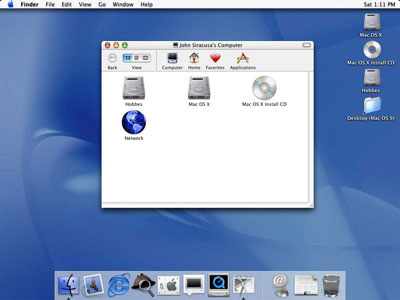 Finder File Edit View Go Window Help Sat 1:11 PM
John Siracusa's Computer
Back View Computer Home Favorites Applications
Hobbes Mac OS X Mac OS X Install CD
Network
Mac OS X
Mac OS X Install CD
Hobbes
Desktop (Mac OS 9)